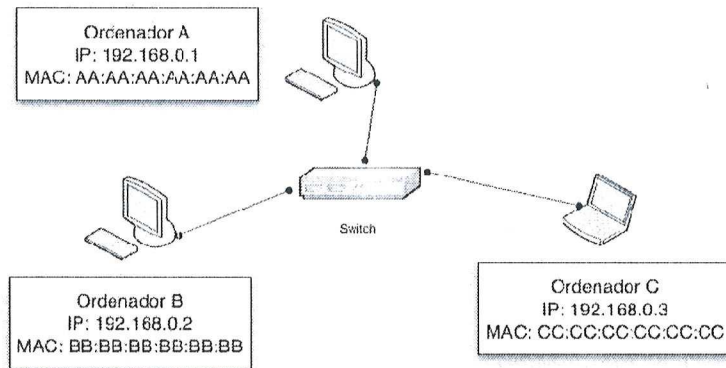 Ordenador A
IP: 192.168.0.1
MAC: AA:AA:AA:AA:AA:AA
Switch
Ordenador B
IP: 192.168.0.2
MAC: BB:BB:BB:BB:BB:BB
Ordenador C
IP: 192.168.0.3
MAC: CC:CC:CC:CC:CC:CC